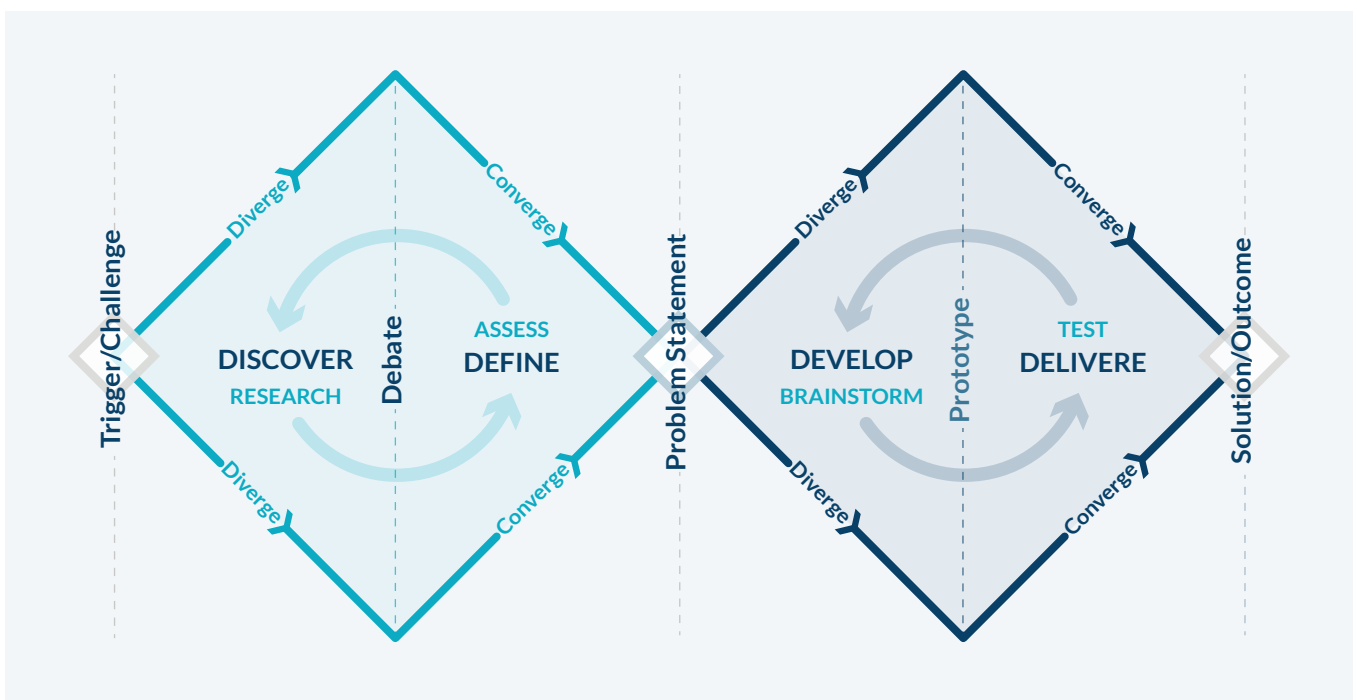 Trigger/Challenge
Diverge
Diverge
DISCOVER
RESEARCH
Debate
Converge
ASSESS
DEFINE
Converge
Problem Statement
Diverge
DEVELOP
BRAINSTORM
Diverge
Prototype
Converge
TEST
DELIVERE
Converge
Solution/Outcome